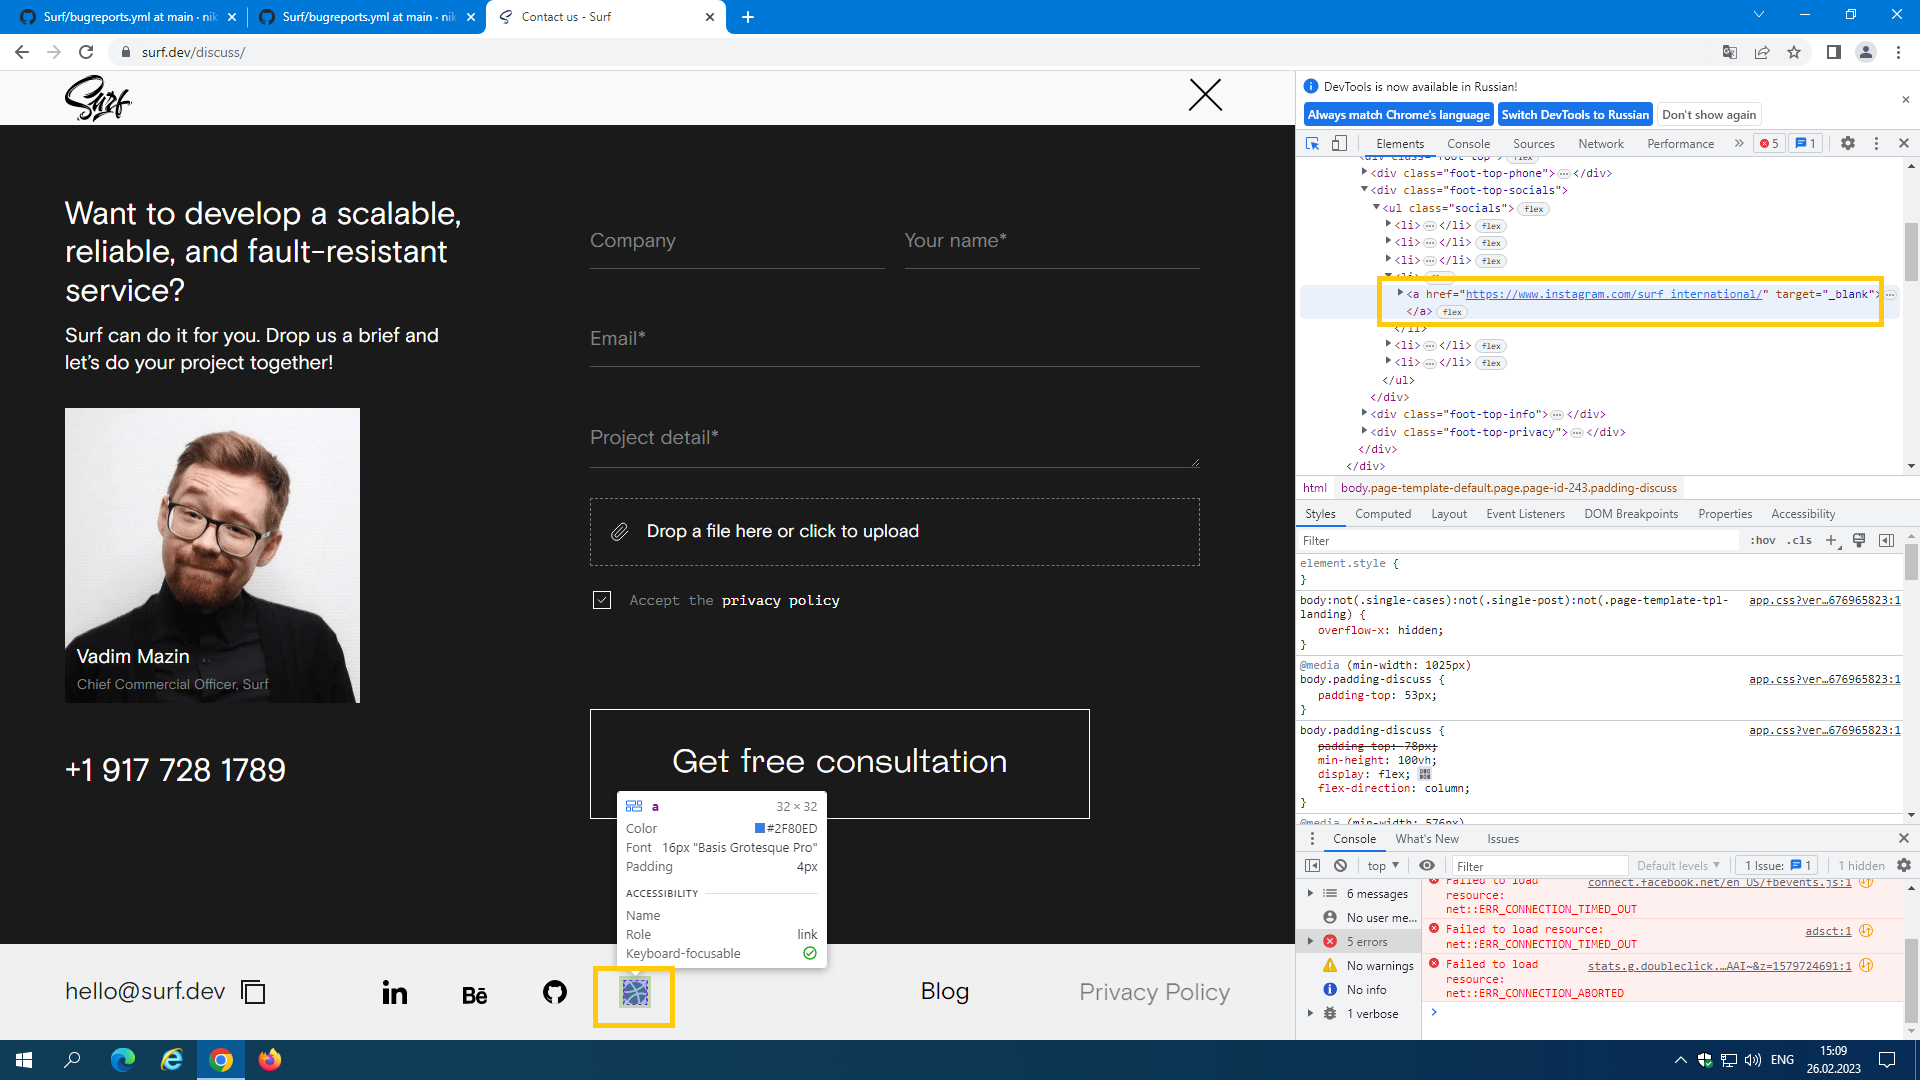 Surf/bugreports.yml at main · nik
Surf/bugreports.yml at main · nik
Contact us - Surf
surf.dev/discuss/
Surf
Want to develop a scalable,
reliable, and fault-resistant
service?
Surf can do it for you. Drop us a brief and
let's do your project together!
Vadim Mazin
Chief Commercial Officer, Surf
+1 917 728 1789
Company
Your name*
Email*
Project detail*
Drop a file here or click to upload
Accept the privacy policy
Get free consultation
a 32 × 32
Color #2F80ED
Font 16px "Basis Grotesque Pro"
Padding 4px
ACCESSIBILITY
Name
Role link
Keyboard-focusable
hello@surf.dev
in
Bē
Blog
Privacy Policy
DevTools is now available in Russian!
Always match Chrome's language
Switch DevTools to Russian
Don't show again
Elements Console Sources Network Performance » 5 1
<div class="foot-top-phone"> … </div>
<div class="foot-top-socials">
<ul class="socials"> flex
<li> … </li> flex
<li> … </li> flex
<li> … </li> flex
<a href="https://www.instagram.com/surf_international/" target="_blank"> …
</a> flex
</li>
<li> … </li> flex
<li> … </li> flex
</ul>
</div>
<div class="foot-top-info"> … </div>
<div class="foot-top-privacy"> … </div>
</div>
</div>
html body.page-template-default.page.page-id-243.padding-discuss
Styles Computed Layout Event Listeners DOM Breakpoints Properties Accessibility
Filter :hov .cls +
element.style {
}
body:not(.single-cases):not(.single-post):not(.page-template-tpl- app.css?ver…676965823:1
landing) {
overflow-x: hidden;
}
@media (min-width: 1025px)
body.padding-discuss { app.css?ver…676965823:1
padding-top: 53px;
}
body.padding-discuss { app.css?ver…676965823:1
padding-top: 78px;
min-height: 100vh;
display: flex;
flex-direction: column;
}
@media (min-width: 576px)
Console What's New Issues
top ▼ Filter Default levels ▼ 1 Issue: 1 1 hidden
6 messages
No user me…
5 errors
No warnings
No info
1 verbose
Failed to load connect.facebook.net/en_US/fbevents.js:1
resource:
net::ERR_CONNECTION_TIMED_OUT
Failed to load resource: adsct:1
net::ERR_CONNECTION_TIMED_OUT
Failed to load stats.g.doubleclick.…AAI~&z=1579724691:1
resource:
net::ERR_CONNECTION_ABORTED
ENG
15:09
26.02.2023